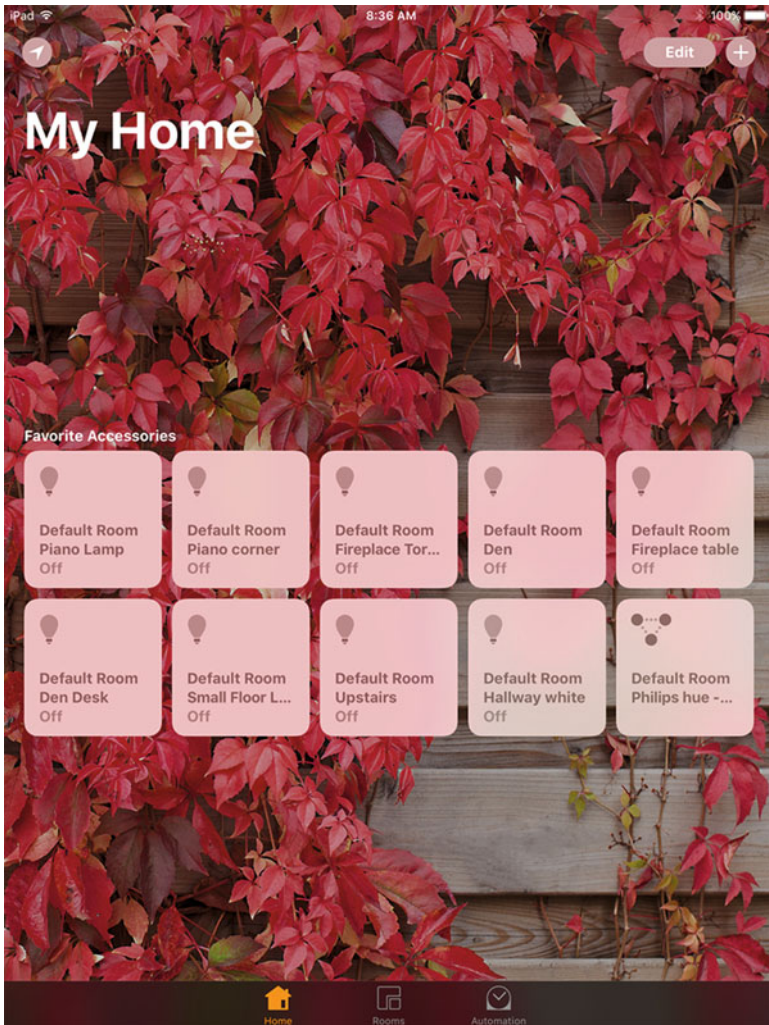 iPad 8:36 AM 100%
Edit +
My Home
Favorite Accessories
Default Room
Piano Lamp
Off
Default Room
Piano corner
Off
Default Room
Fireplace Tor...
Off
Default Room
Den
Off
Default Room
Fireplace table
Off
Default Room
Den Desk
Off
Default Room
Small Floor L...
Off
Default Room
Upstairs
Off
Default Room
Hallway white
Off
Default Room
Philips hue -...
Home Rooms Automation